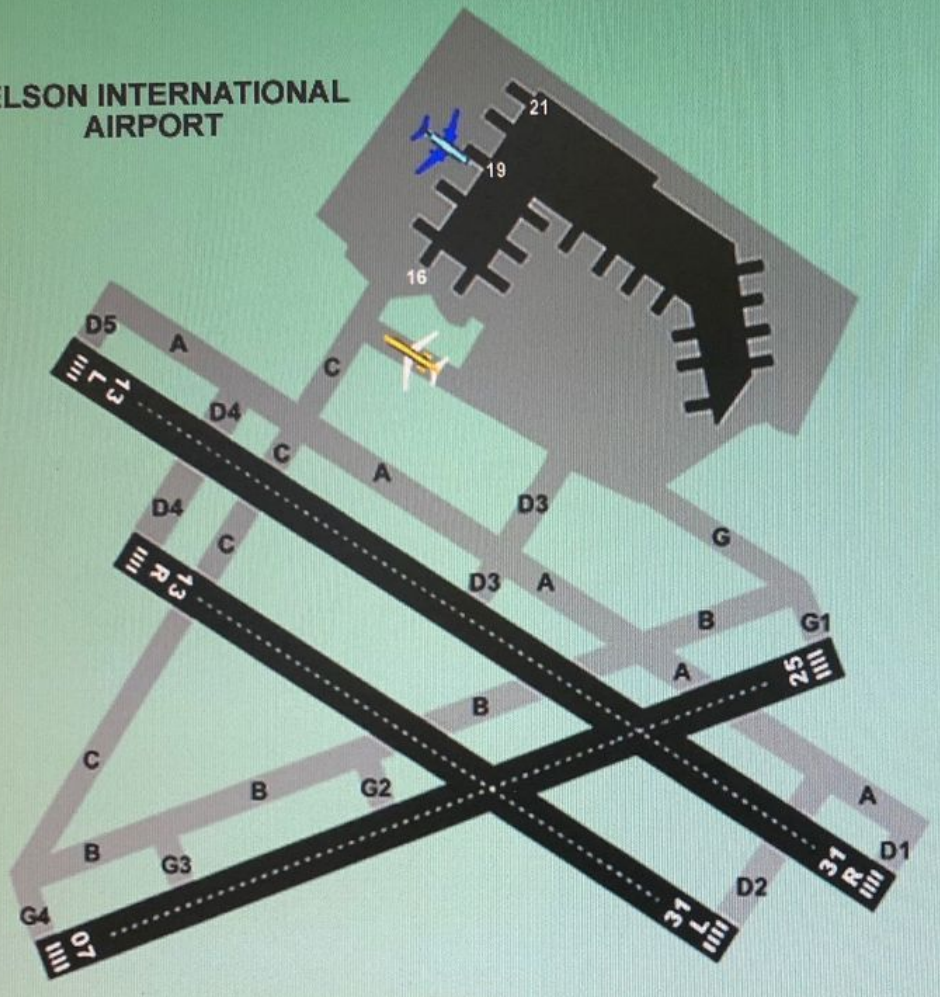 ELSON INTERNATIONAL
AIRPORT
21
19
16
D5
A
C
D4
C
A
D4
D3
C
G
D3
A
B
G1
A
B
C
B
G2
A
B
G3
D1
D2
G4
13
L
13
R
25
31
R
31
L
07